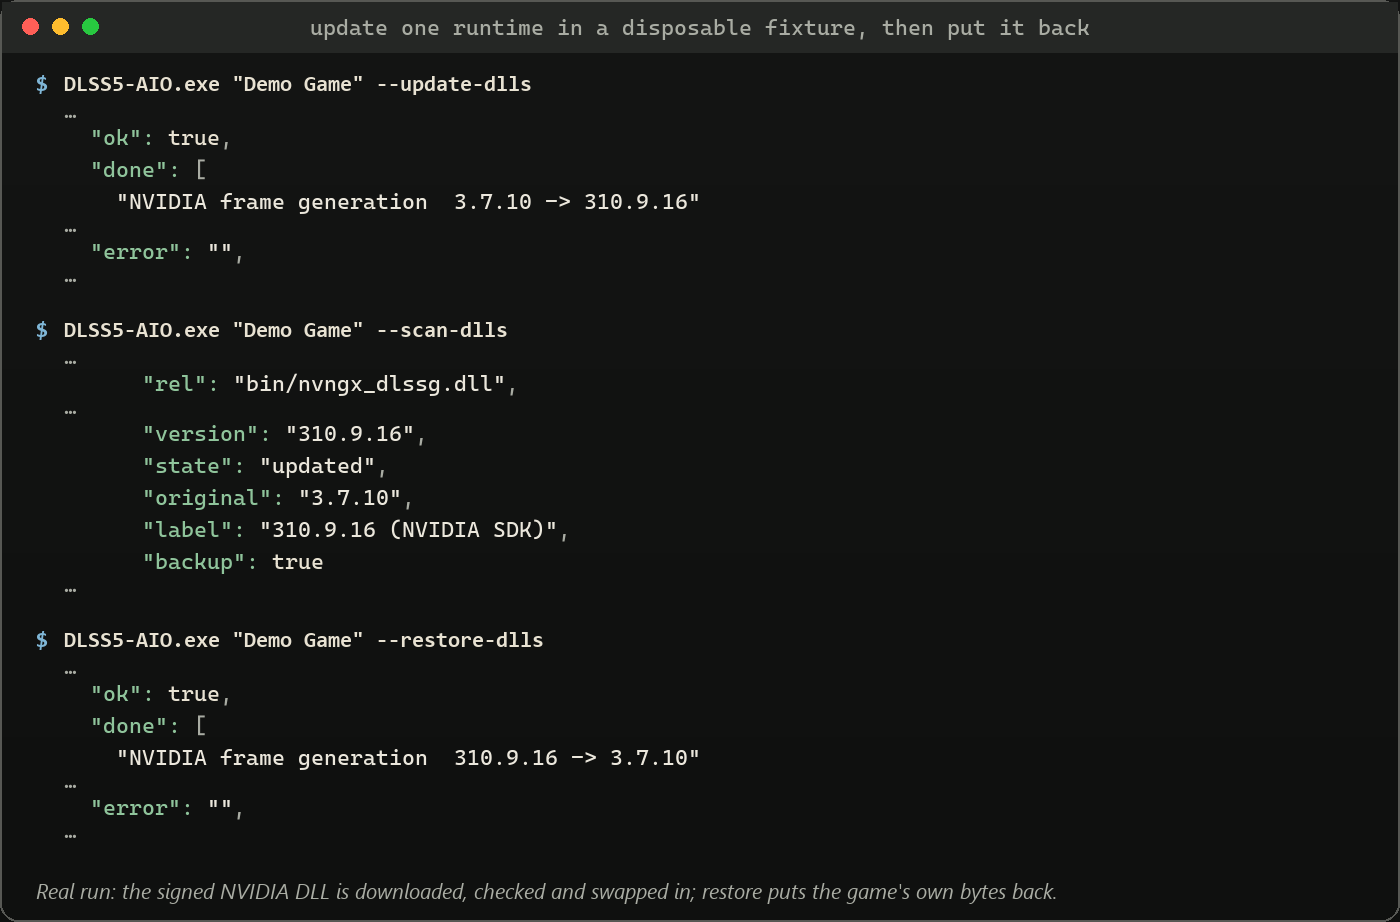 update one runtime in a disposable fixture, then put it back
$ DLSS5-AIO.exe "Demo Game" --update-dlls
…
"ok": true,
"done": [
"NVIDIA frame generation  3.7.10 -> 310.9.16"
…
"error": "",
…
$ DLSS5-AIO.exe "Demo Game" --scan-dlls
…
"rel": "bin/nvngx_dlssg.dll",
…
"version": "310.9.16",
"state": "updated",
"original": "3.7.10",
"label": "310.9.16 (NVIDIA SDK)",
"backup": true
…
$ DLSS5-AIO.exe "Demo Game" --restore-dlls
…
"ok": true,
"done": [
"NVIDIA frame generation  310.9.16 -> 3.7.10"
…
"error": "",
…
Real run: the signed NVIDIA DLL is downloaded, checked and swapped in; restore puts the game's own bytes back.